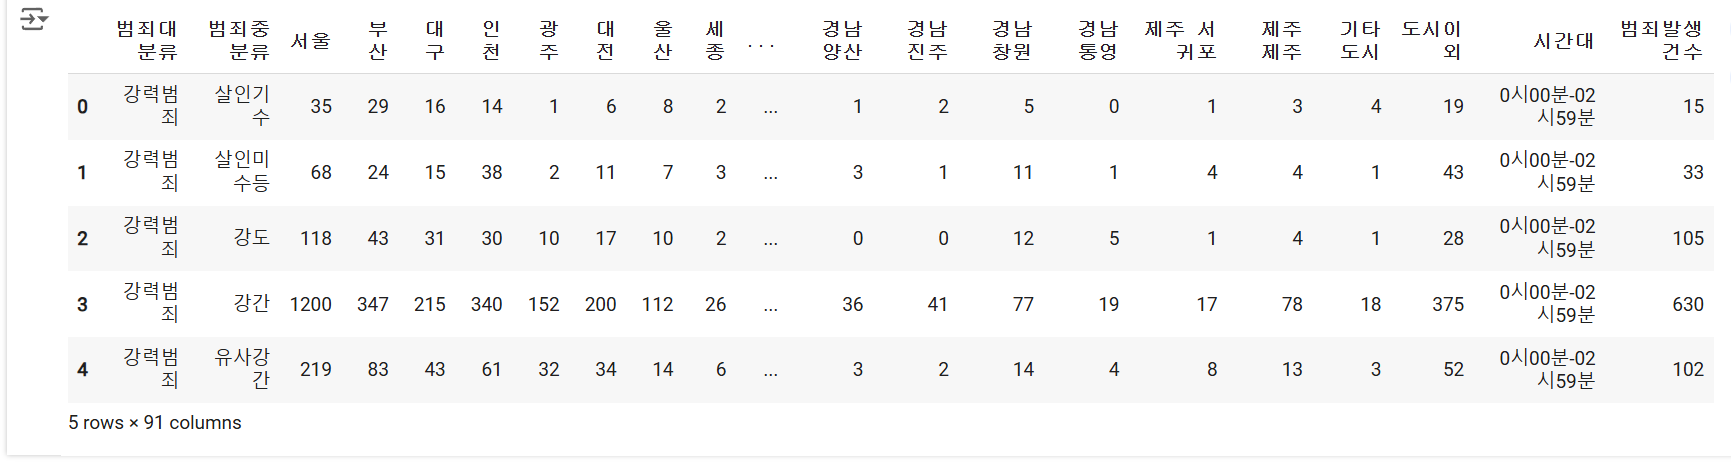 범죄대분류 범죄중분류 서울 부산 대구 인천 광주 대전 울산 세종 ... 경남양산 경남진주 경남창원 경남통영 제주 서귀포 제주제주 기타도시 도시이외 시간대 범죄발생건수
0 강력범죄 살인기수 35 29 16 14 1 6 8 2 ... 1 2 5 0 1 3 4 19 0시00분-02시59분 15
1 강력범죄 살인미수등 68 24 15 38 2 11 7 3 ... 3 1 11 1 4 4 1 43 0시00분-02시59분 33
2 강력범죄 강도 118 43 31 30 10 17 10 2 ... 0 0 12 5 1 4 1 28 0시00분-02시59분 105
3 강력범죄 강간 1200 347 215 340 152 200 112 26 ... 36 41 77 19 17 78 18 375 0시00분-02시59분 630
4 강력범죄 유사강간 219 83 43 61 32 34 14 6 ... 3 2 14 4 8 13 3 52 0시00분-02시59분 102
5 rows × 91 columns